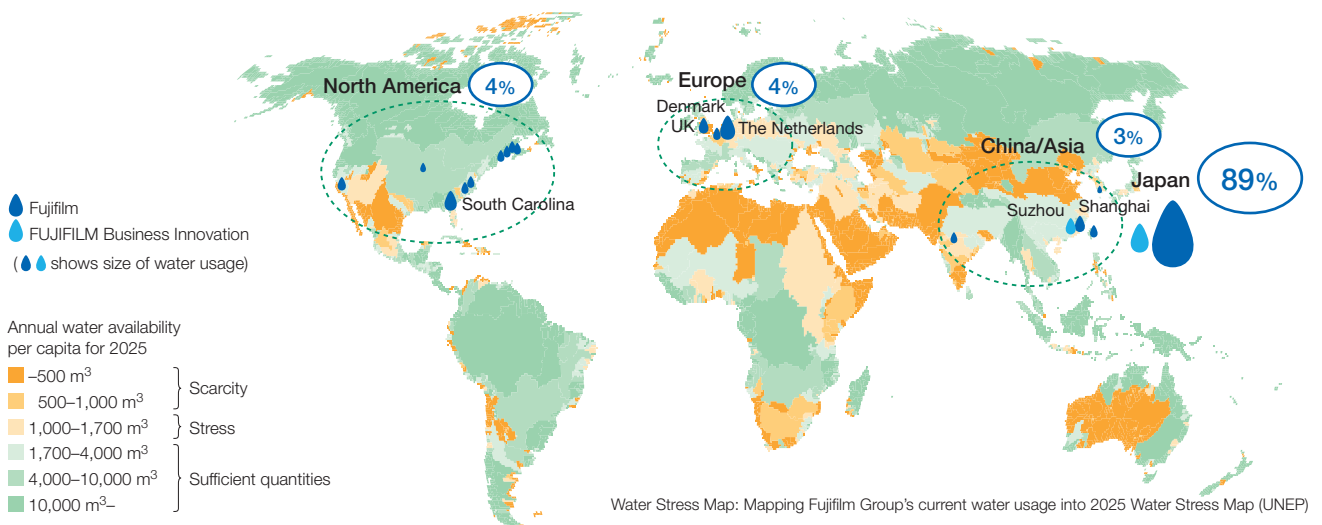 North America
4%
Europe
4%
Denmark
UK
The Netherlands
China/Asia
3%
Japan
89%
Suzhou
Shanghai
South Carolina
Fujifilm
FUJIFILM Business Innovation
( shows size of water usage)
Annual water availability
per capita for 2025
–500 m³
500–1,000 m³
Scarcity
1,000–1,700 m³
Stress
1,700–4,000 m³
4,000–10,000 m³
Sufficient quantities
10,000 m³–
Water Stress Map: Mapping Fujifilm Group's current water usage into 2025 Water Stress Map (UNEP)